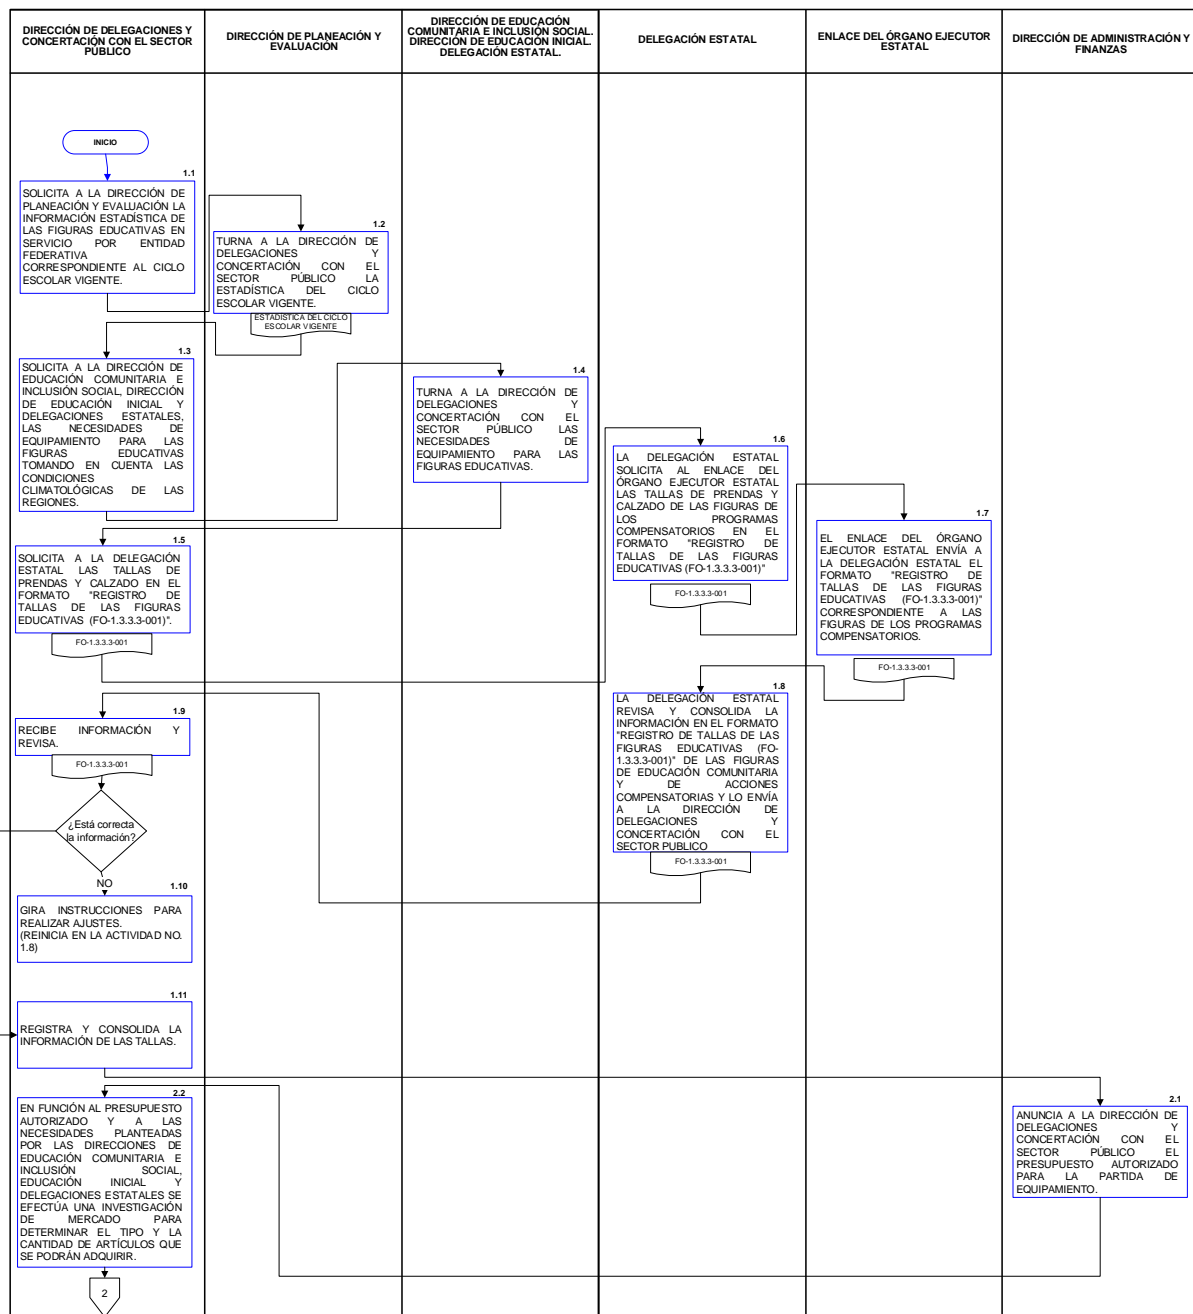 DIRECCIÓN DE DELEGACIONES Y
CONCERTACIÓN CON EL SECTOR
PÚBLICO
DIRECCIÓN DE PLANEACIÓN Y
EVALUACIÓN
DIRECCIÓN DE EDUCACIÓN
COMUNITARIA E INCLUSIÓN SOCIAL.
DIRECCIÓN DE EDUCACIÓN INICIAL.
DELEGACIÓN ESTATAL.
DELEGACIÓN ESTATAL
ENLACE DEL ÓRGANO EJECUTOR
ESTATAL
DIRECCIÓN DE ADMINISTRACIÓN Y
FINANZAS
INICIO
1.1
SOLICITA A LA DIRECCIÓN DE
PLANEACIÓN Y EVALUACIÓN LA
INFORMACIÓN ESTADÍSTICA DE
LAS FIGURAS EDUCATIVAS EN
SERVICIO POR ENTIDAD
FEDERATIVA
CORRESPONDIENTE AL CICLO
ESCOLAR VIGENTE.
1.2
TURNA A LA DIRECCIÓN DE
DELEGACIONES Y
CONCERTACIÓN CON EL
SECTOR PÚBLICO LA
ESTADÍSTICA DEL CICLO
ESCOLAR VIGENTE.
ESTADÍSTICA DEL CICLO
ESCOLAR VIGENTE
1.3
SOLICITA A LA DIRECCIÓN DE
EDUCACIÓN COMUNITARIA E
INCLUSIÓN SOCIAL, DIRECCIÓN
DE EDUCACIÓN INICIAL Y
DELEGACIONES ESTATALES,
LAS NECESIDADES DE
EQUIPAMIENTO PARA LAS
FIGURAS EDUCATIVAS
TOMANDO EN CUENTA LAS
CONDICIONES
CLIMATOLÓGICAS DE LAS
REGIONES.
1.4
TURNA A LA DIRECCIÓN DE
DELEGACIONES Y
CONCERTACIÓN CON EL
SECTOR PÚBLICO LAS
NECESIDADES DE
EQUIPAMIENTO PARA LAS
FIGURAS EDUCATIVAS.
1.5
SOLICITA A LA DELEGACIÓN
ESTATAL LAS TALLAS DE
PRENDAS Y CALZADO EN EL
FORMATO "REGISTRO DE
TALLAS DE LAS FIGURAS
EDUCATIVAS (FO-1.3.3.3-001)".
FO-1.3.3.3-001
1.6
LA DELEGACIÓN ESTATAL
SOLICITA AL ENLACE DEL
ÓRGANO EJECUTOR ESTATAL
LAS TALLAS DE PRENDAS Y
CALZADO DE LAS FIGURAS DE
LOS PROGRAMAS
COMPENSATORIOS EN EL
FORMATO "REGISTRO DE
TALLAS DE LAS FIGURAS
EDUCATIVAS (FO-1.3.3.3-001)"
FO-1.3.3.3-001
1.7
EL ENLACE DEL ÓRGANO
EJECUTOR ESTATAL ENVÍA A
LA DELEGACIÓN ESTATAL EL
FORMATO "REGISTRO DE
TALLAS DE LAS FIGURAS
EDUCATIVAS (FO-1.3.3.3-001)"
CORRESPONDIENTE A LAS
FIGURAS DE LOS PROGRAMAS
COMPENSATORIOS.
FO-1.3.3.3-001
1.8
LA DELEGACIÓN ESTATAL
REVISA Y CONSOLIDA LA
INFORMACIÓN EN EL FORMATO
"REGISTRO DE TALLAS DE LAS
FIGURAS EDUCATIVAS (FO-
1.3.3.3-001)" DE LAS FIGURAS
DE EDUCACIÓN COMUNITARIA
Y DE ACCIONES
COMPENSATORIAS Y LO ENVÍA
A LA DIRECCIÓN DE
DELEGACIONES Y
CONCERTACIÓN CON EL
SECTOR PUBLICO
FO-1.3.3.3-001
1.9
RECIBE INFORMACIÓN Y
REVISA.
FO-1.3.3.3-001
¿Está correcta
la información?
NO
1.10
GIRA INSTRUCCIONES PARA
REALIZAR AJUSTES.
(REINICIA EN LA ACTIVIDAD NO.
1.8)
1.11
REGISTRA Y CONSOLIDA LA
INFORMACIÓN DE LAS TALLAS.
2.1
ANUNCIA A LA DIRECCIÓN DE
DELEGACIONES Y
CONCERTACIÓN CON EL
SECTOR PÚBLICO EL
PRESUPUESTO AUTORIZADO
PARA LA PARTIDA DE
EQUIPAMIENTO.
2.2
EN FUNCIÓN AL PRESUPUESTO
AUTORIZADO Y A LAS
NECESIDADES PLANTEADAS
POR LAS DIRECCIONES DE
EDUCACIÓN COMUNITARIA E
INCLUSIÓN SOCIAL,
EDUCACIÓN INICIAL Y
DELEGACIONES ESTATALES SE
EFECTÚA UNA INVESTIGACIÓN
DE MERCADO PARA
DETERMINAR EL TIPO Y LA
CANTIDAD DE ARTÍCULOS QUE
SE PODRÁN ADQUIRIR.
2